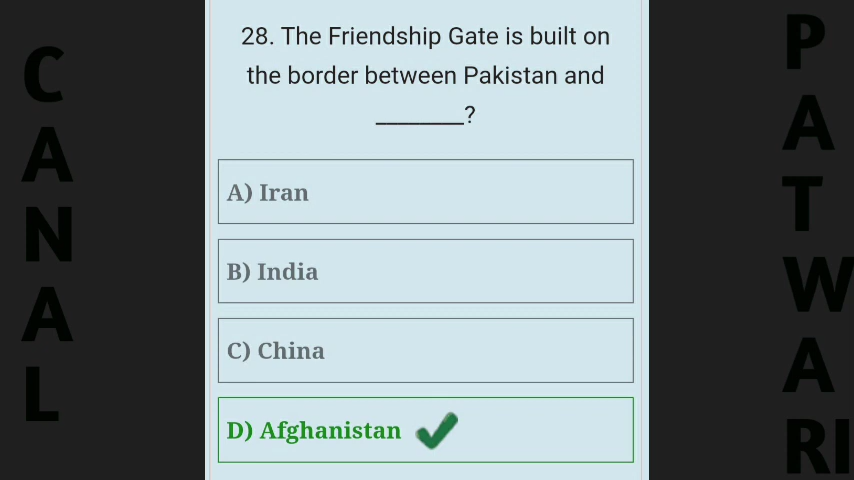 CANAL
28. The Friendship Gate is built on
the border between Pakistan and
________?
A) Iran
B) India
C) China
D) Afghanistan
PATWARI